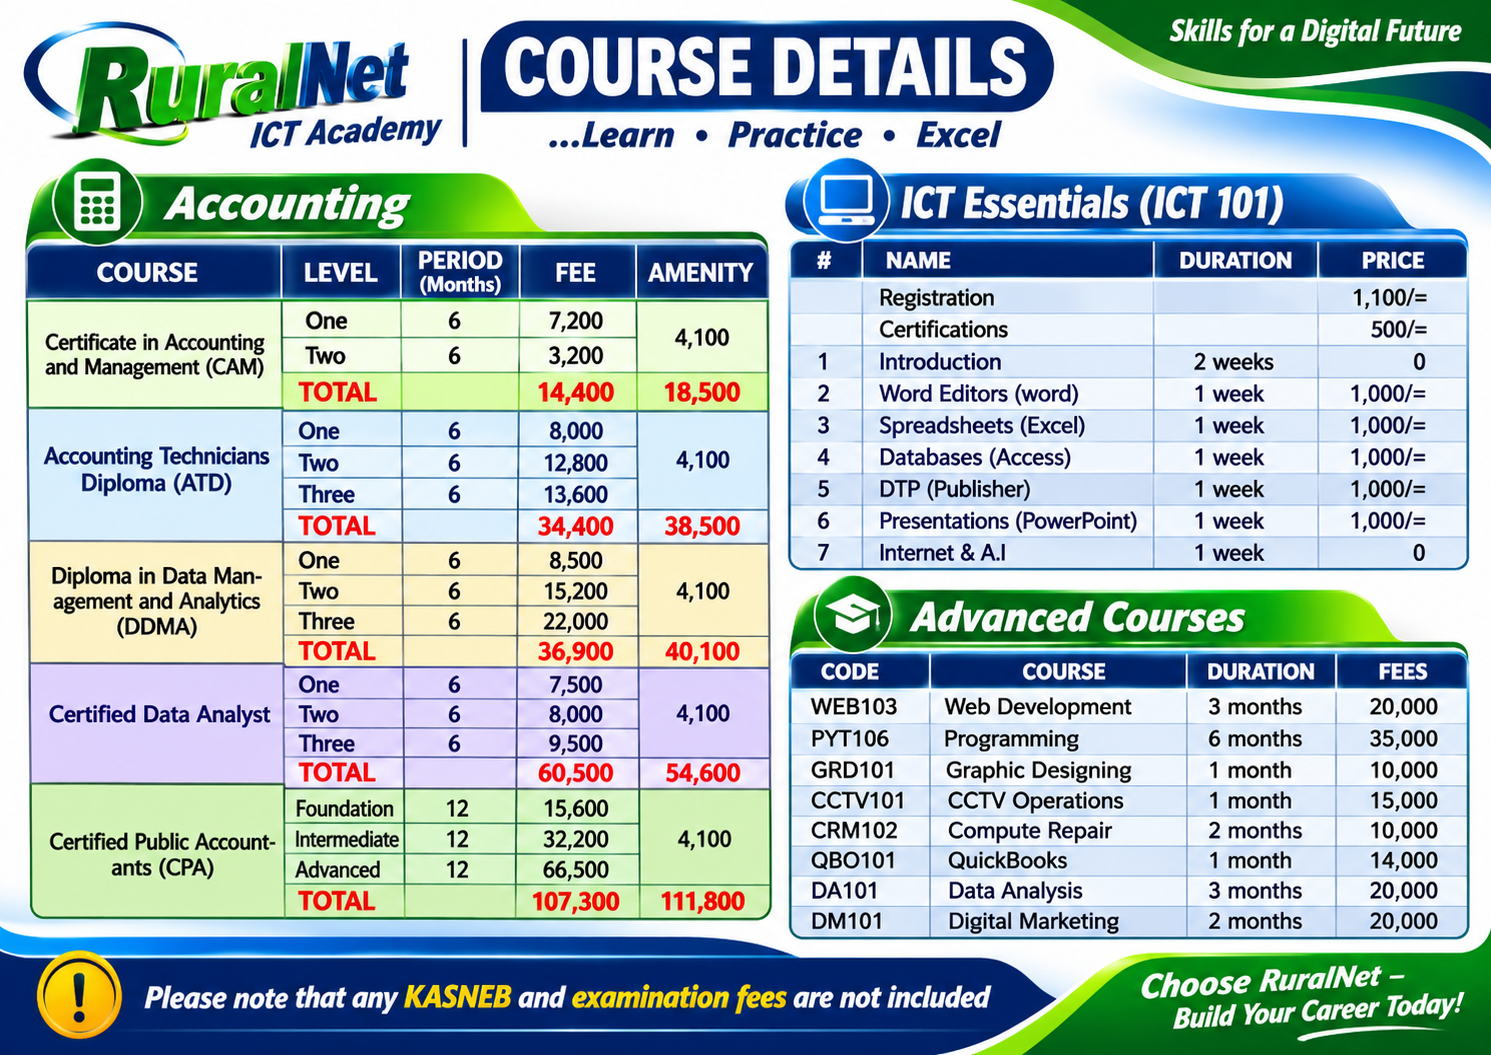 RuralNet
ICT Academy
COURSE DETAILS
...Learn • Practice • Excel
Skills for a Digital Future
Accounting
COURSE LEVEL PERIOD (Months) FEE AMENITY
Certificate in Accounting
and Management (CAM)
One 6 7,200 4,100
Two 6 3,200
TOTAL 14,400 18,500
Accounting Technicians
Diploma (ATD)
One 6 8,000 4,100
Two 6 12,800
Three 6 13,600
TOTAL 34,400 38,500
Diploma in Data Man-
agement and Analytics
(DDMA)
One 6 8,500 4,100
Two 6 15,200
Three 6 22,000
TOTAL 36,900 40,100
Certified Data Analyst
One 6 7,500 4,100
Two 6 8,000
Three 6 9,500
TOTAL 60,500 54,600
Certified Public Account-
ants (CPA)
Foundation 12 15,600 4,100
Intermediate 12 32,200
Advanced 12 66,500
TOTAL 107,300 111,800
ICT Essentials (ICT 101)
# NAME DURATION PRICE
Registration 1,100/=
Certifications 500/=
1 Introduction 2 weeks 0
2 Word Editors (word) 1 week 1,000/=
3 Spreadsheets (Excel) 1 week 1,000/=
4 Databases (Access) 1 week 1,000/=
5 DTP (Publisher) 1 week 1,000/=
6 Presentations (PowerPoint) 1 week 1,000/=
7 Internet & A.I 1 week 0
Advanced Courses
CODE COURSE DURATION FEES
WEB103 Web Development 3 months 20,000
PYT106 Programming 6 months 35,000
GRD101 Graphic Designing 1 month 10,000
CCTV101 CCTV Operations 1 month 15,000
CRM102 Compute Repair 2 months 10,000
QBO101 QuickBooks 1 month 14,000
DA101 Data Analysis 3 months 20,000
DM101 Digital Marketing 2 months 20,000
Please note that any KASNEB and examination fees are not included
Choose RuralNet –
Build Your Career Today!